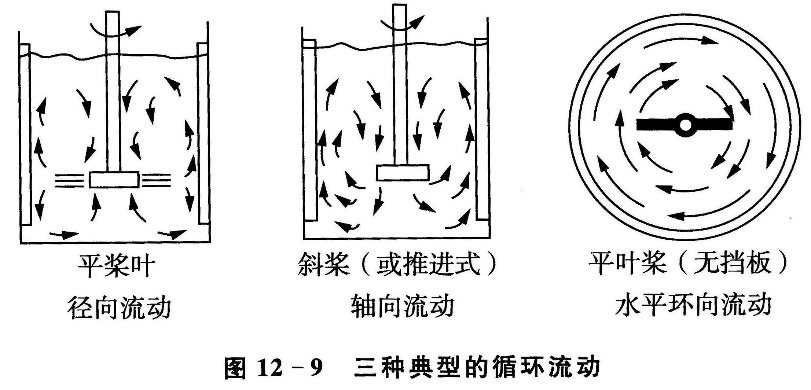 平桨叶
径向流动
斜桨（或推进式）
轴向流动
平叶桨（无挡板）
水平环向流动
图 12-9 三种典型的循环流动